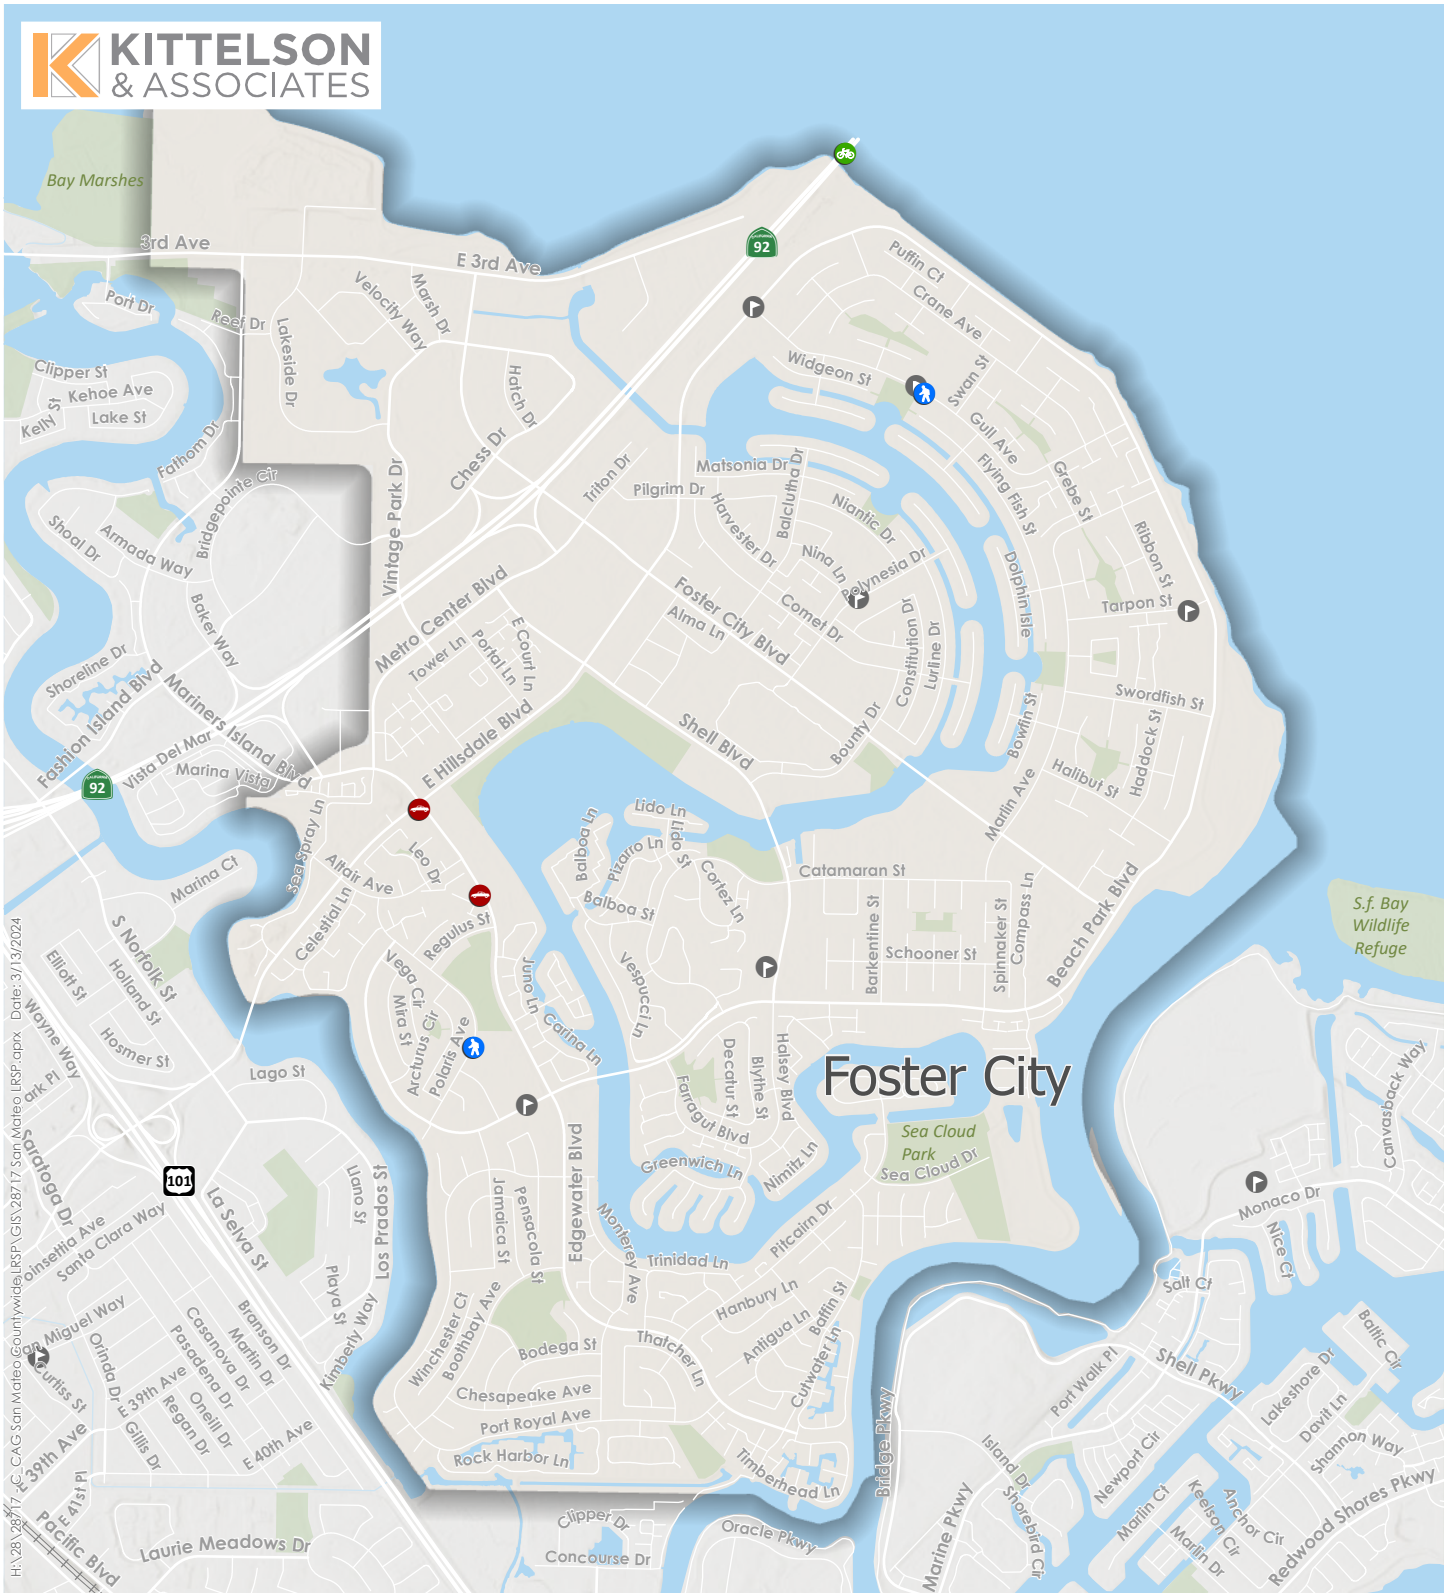 KITTELSON
& ASSOCIATES
Bay Marshes
3rd Ave
E 3rd Ave
92
Puffin Ct
Crane Ave
Port Dr
Reef Dr
Lakeside Dr
Velocity Way
Marsh Dr
Hatch Dr
Widgeon St
Swan St
Clipper St
Kehoe Ave
Kelly St
Lake St
Fathom Dr
Gull Ave
Flying Fish St
Grebe St
Chess Dr
Triton Dr
Matsonia Dr
Pilgrim Dr
Balclutha Dr
Harvester Dr
Niantic Dr
Nina Ln
Polynesia Dr
Bridgepointe Cir
Vintage Park Dr
Shoal Dr
Armada Way
Baker Way
Ribbon St
Tarpon St
Dolphin Isle
Metro Center Blvd
Foster City Blvd
Alma Ln
Comet Dr
Constitution Dr
Lurline Dr
E Court Ln
Portal Ln
Tower Ln
Shoreline Dr
Fashion Island Blvd
Mariners Island Blvd
Swordfish St
Haddock St
Bowfin St
Shell Blvd
Bounty Dr
E Hillsdale Blvd
Vista Del Mar
Marina Vista
92
Halibut St
Marlin Ave
Sea Spray Ln
Lido Ln
Lido St
Balboa Ln
Pizarro Ln
Cortez Ln
Balboa St
Leo Dr
Altair Ave
Celestial Ln
Marina Ct
Catamaran St
Barkentine St
Schooner St
Spinnaker St
Compass Ln
Beach Park Blvd
S.f. Bay
Wildlife
Refuge
S Norfolk St
Elliott St
Holland St
Regulus St
Vega Cir
Mira St
Arcturus Cir
Polaris Ave
Juno Ln
Carina Ln
Vespucci Ln
Wayne Way
Hosmer St
Lago St
ark Pl
Foster City
Decatur St
Blythe St
Halsey Blvd
Farragut Blvd
Greenwich Ln
Nimitz Ln
Sea Cloud
Park
Sea Cloud Dr
Canvasback Way
Saratoga Dr
101
Llano St
Los Prados St
La Selva St
oinsettia Ave
Santa Clara Way
Jamaica St
Pensacola St
Edgewater Blvd
Monterey Ave
Trinidad Ln
Pitcairn Dr
Monaco Dr
Nice Ct
Salt Ct
Playa St
Kimberly Way
an Miguel Way
Orinda Dr
Casanova Dr
Pasadena Dr
Martin Dr
Branson Dr
Winchester Ct
Boothbay Ave
Bodega St
Thatcher Ln
Hanbury Ln
Antigua Ln
Baffin St
Cutwater Ln
Baltic Cir
Curtiss St
E 39th Ave
Oneill Dr
Regan Dr
Gillis Dr
E 40th Ave
Chesapeake Ave
Port Royal Ave
Rock Harbor Ln
Timberhead Ln
Bridge Pkwy
Port Walk Pl
Shell Pkwy
Lakeshore Dr
Davit Ln
Shannon Way
E 39th Ave
E 41st Pl
Pacific Blvd
Laurie Meadows Dr
Clipper Dr
Concourse Dr
Oracle Pkwy
Marine Pkwy
Island Dr
Shorebird Cir
Newport Cir
Marlin Ct
Marlin Dr
Keelson Cir
Anchor Cir
Redwood Shores Pkwy